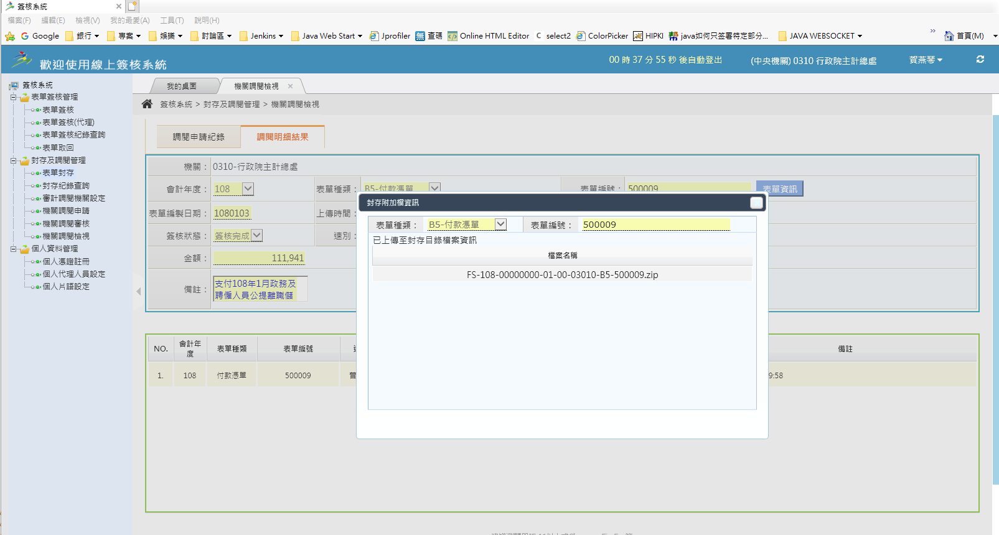 簽核系統
檔案(F) 編輯(E) 檢視(V) 我的最愛(A) 工具(T) 說明(H)
Google 銀行 專案 娛樂 討論區 Jenkins Java Web Start Jprofiler 無 查碼 Online HTML Editor C select2 ColorPicker HIPKI 帮 java如何只签署特定部分... JAVA WEBSOCKET » 首頁(M)
歡迎使用線上簽核系統 00 時 37 分 55 秒 後自動登出 (中央機關) 0310 行政院主計總處 賀燕琴
簽核系統
表單簽核管理
表單簽核
表單簽核(代理)
表單簽核紀錄查詢
表單取回
封存及調閱管理
表單封存
封存紀錄查詢
審計調閱機關設定
機關調閱申請
機關調閱審核
機關調閱檢視
個人資料管理
個人憑證註冊
個人代理人員設定
個人片語設定
我的桌面 機關調閱檢視
簽核系統 > 封存及調閱管理 > 機關調閱檢視
調閱申請紀錄 調閱明細結果
機關： 0310-行政院主計總處
會計年度： 108 表單種類： B5-付款憑單 表單編號： 500009 表單資訊
表單編製日期： 1080103 上傳時間：
簽核狀態： 簽核完成 速別：
金額： 111,941
備註： 支付108年1月政務及
聘僱人員公提離職儲
封存附加檔資訊
表單種類： B5-付款憑單 表單編號： 500009
已上傳至封存目錄檔案資訊
檔案名稱
FS-108-00000000-01-00-03010-B5-500009.zip
NO. 會計年度 表單種類 表單編號 備註
1. 108 付款憑單 500009 普 9:58